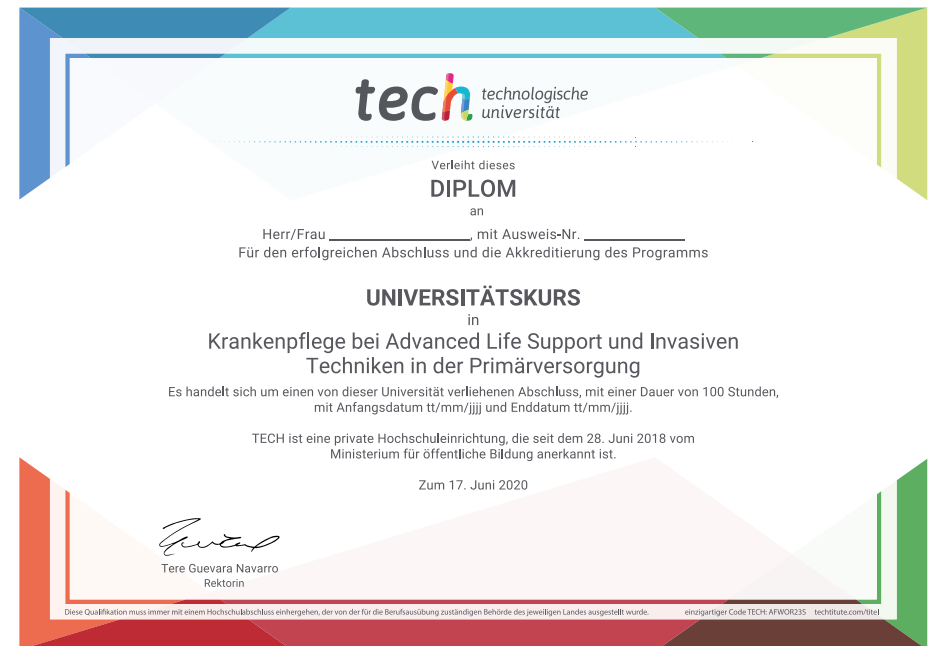 tech technologische
universität
Verleiht dieses
DIPLOM
an
Herr/Frau ____________________, mit Ausweis-Nr. ______________
Für den erfolgreichen Abschluss und die Akkreditierung des Programms
UNIVERSITÄTSKURS
in
Krankenpflege bei Advanced Life Support und Invasiven
Techniken in der Primärversorgung
Es handelt sich um einen von dieser Universität verliehenen Abschluss, mit einer Dauer von 100 Stunden,
mit Anfangsdatum tt/mm/jjjj und Enddatum tt/mm/jjjj.
TECH ist eine private Hochschuleinrichtung, die seit dem 28. Juni 2018 vom
Ministerium für öffentliche Bildung anerkannt ist.
Zum 17. Juni 2020
Tere Guevara Navarro
Rektorin
Diese Qualifikation muss immer mit einem Hochschulabschluss einhergehen, der von der für die Berufsausübung zuständigen Behörde des jeweiligen Landes ausgestellt wurde. einzigartiger Code TECH: AFWOR23S techtitute.com/titel